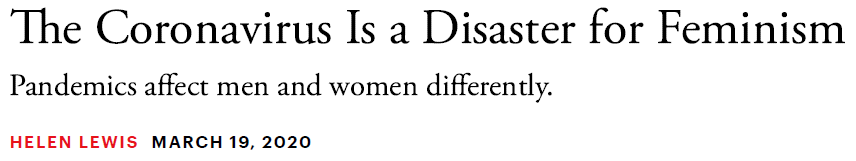 The Coronavirus Is a Disaster for Feminism
Pandemics affect men and women differently.
HELEN LEWIS MARCH 19, 2020